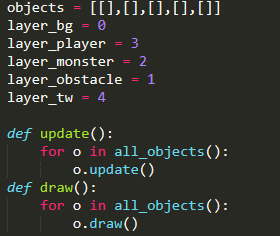 objects = [[],[],[],[],[]]
layer_bg = 0
layer_player = 3
layer_monster = 2
layer_obstacle = 1
layer_tw = 4

def update():
    for o in all_objects():
        o.update()
def draw():
    for o in all_objects():
        o.draw()